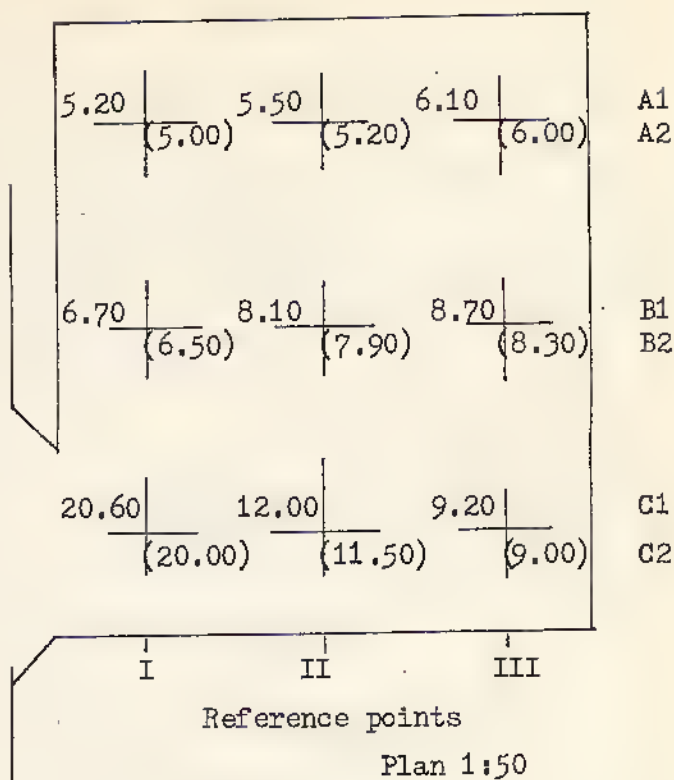 5.20 5.50 6.10 A1
(5.00) (5.20) (6.00) A2
6.70 8.10 8.70 B1
(6.50) (7.90) (8.30) B2
20.60 12.00 9.20 C1
(20.00) (11.50) (9.00) C2
I II III
Reference points
Plan 1:50